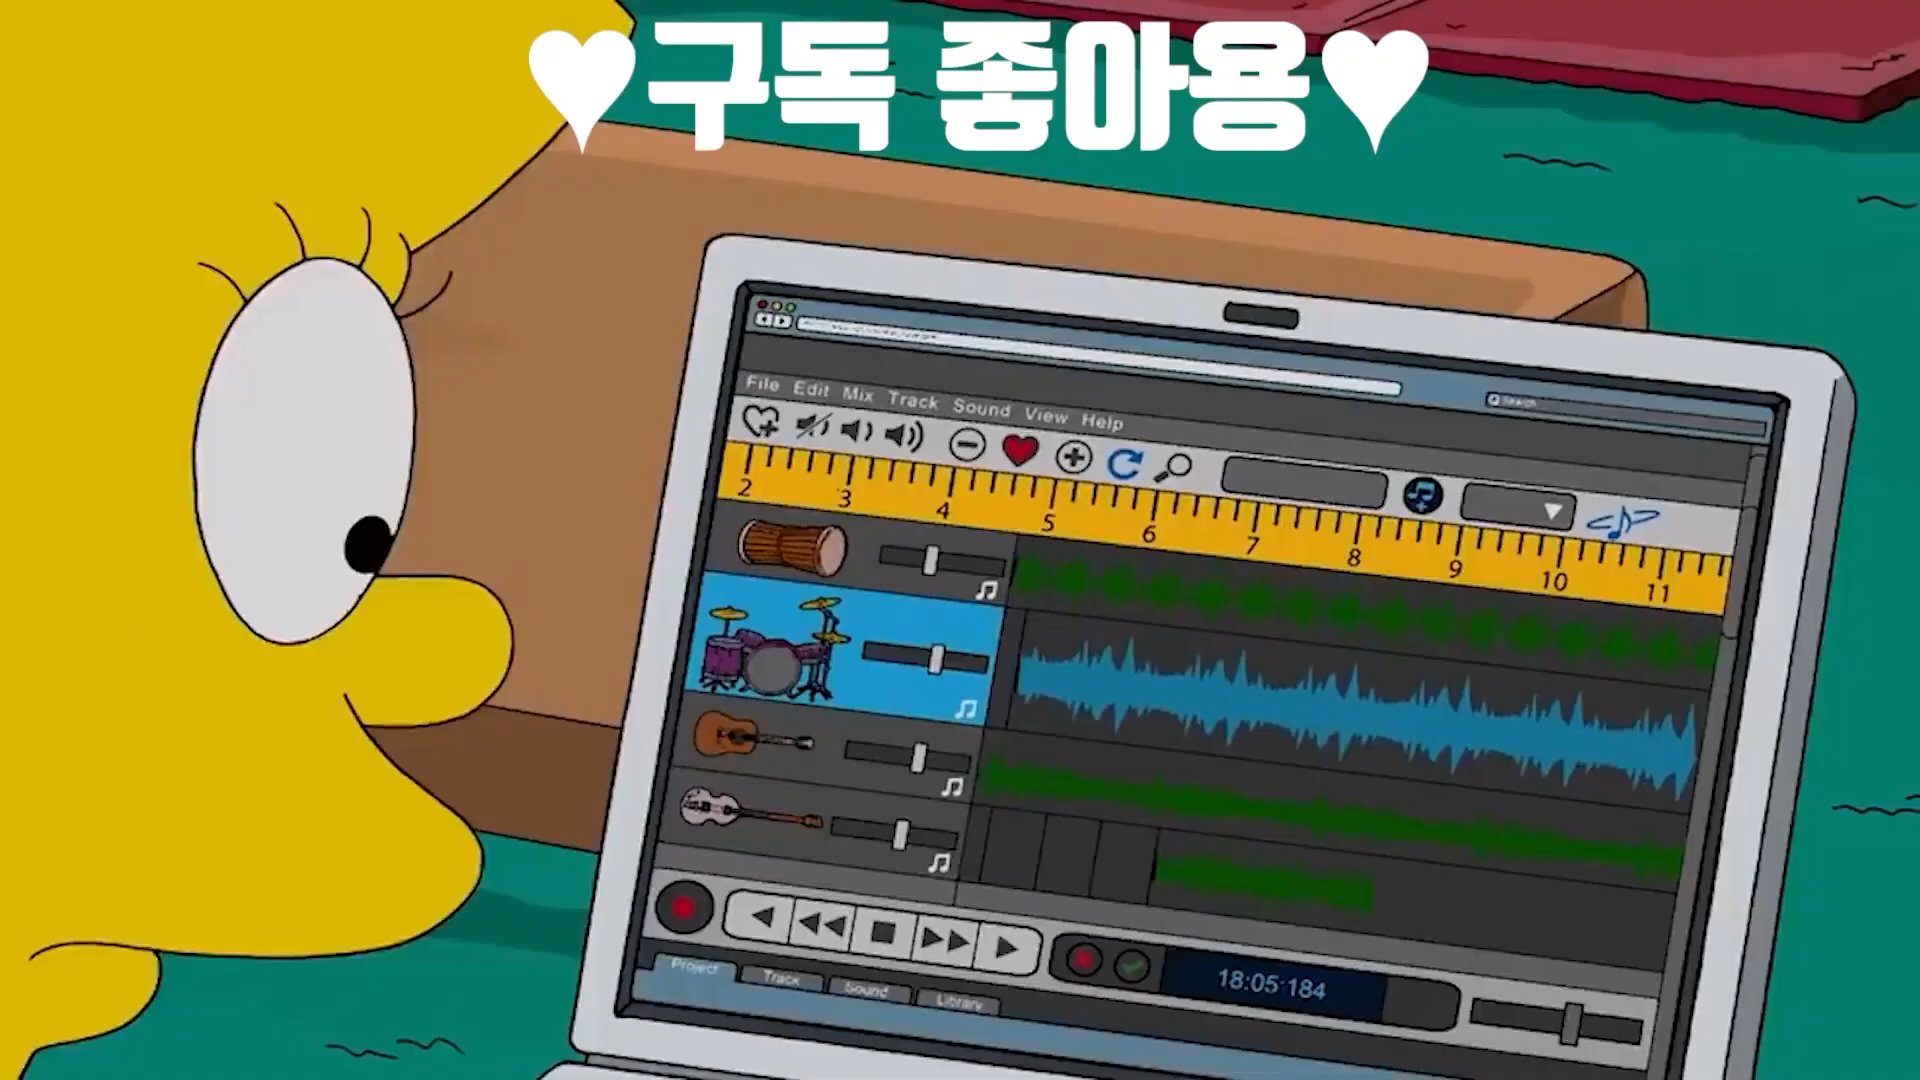 ♥구독 좋아용♥
Search
File Edit Mix Track Sound View Help
2 3 4 5 6 7 8 9 10 11
18:05:184
Project Track Sound Library